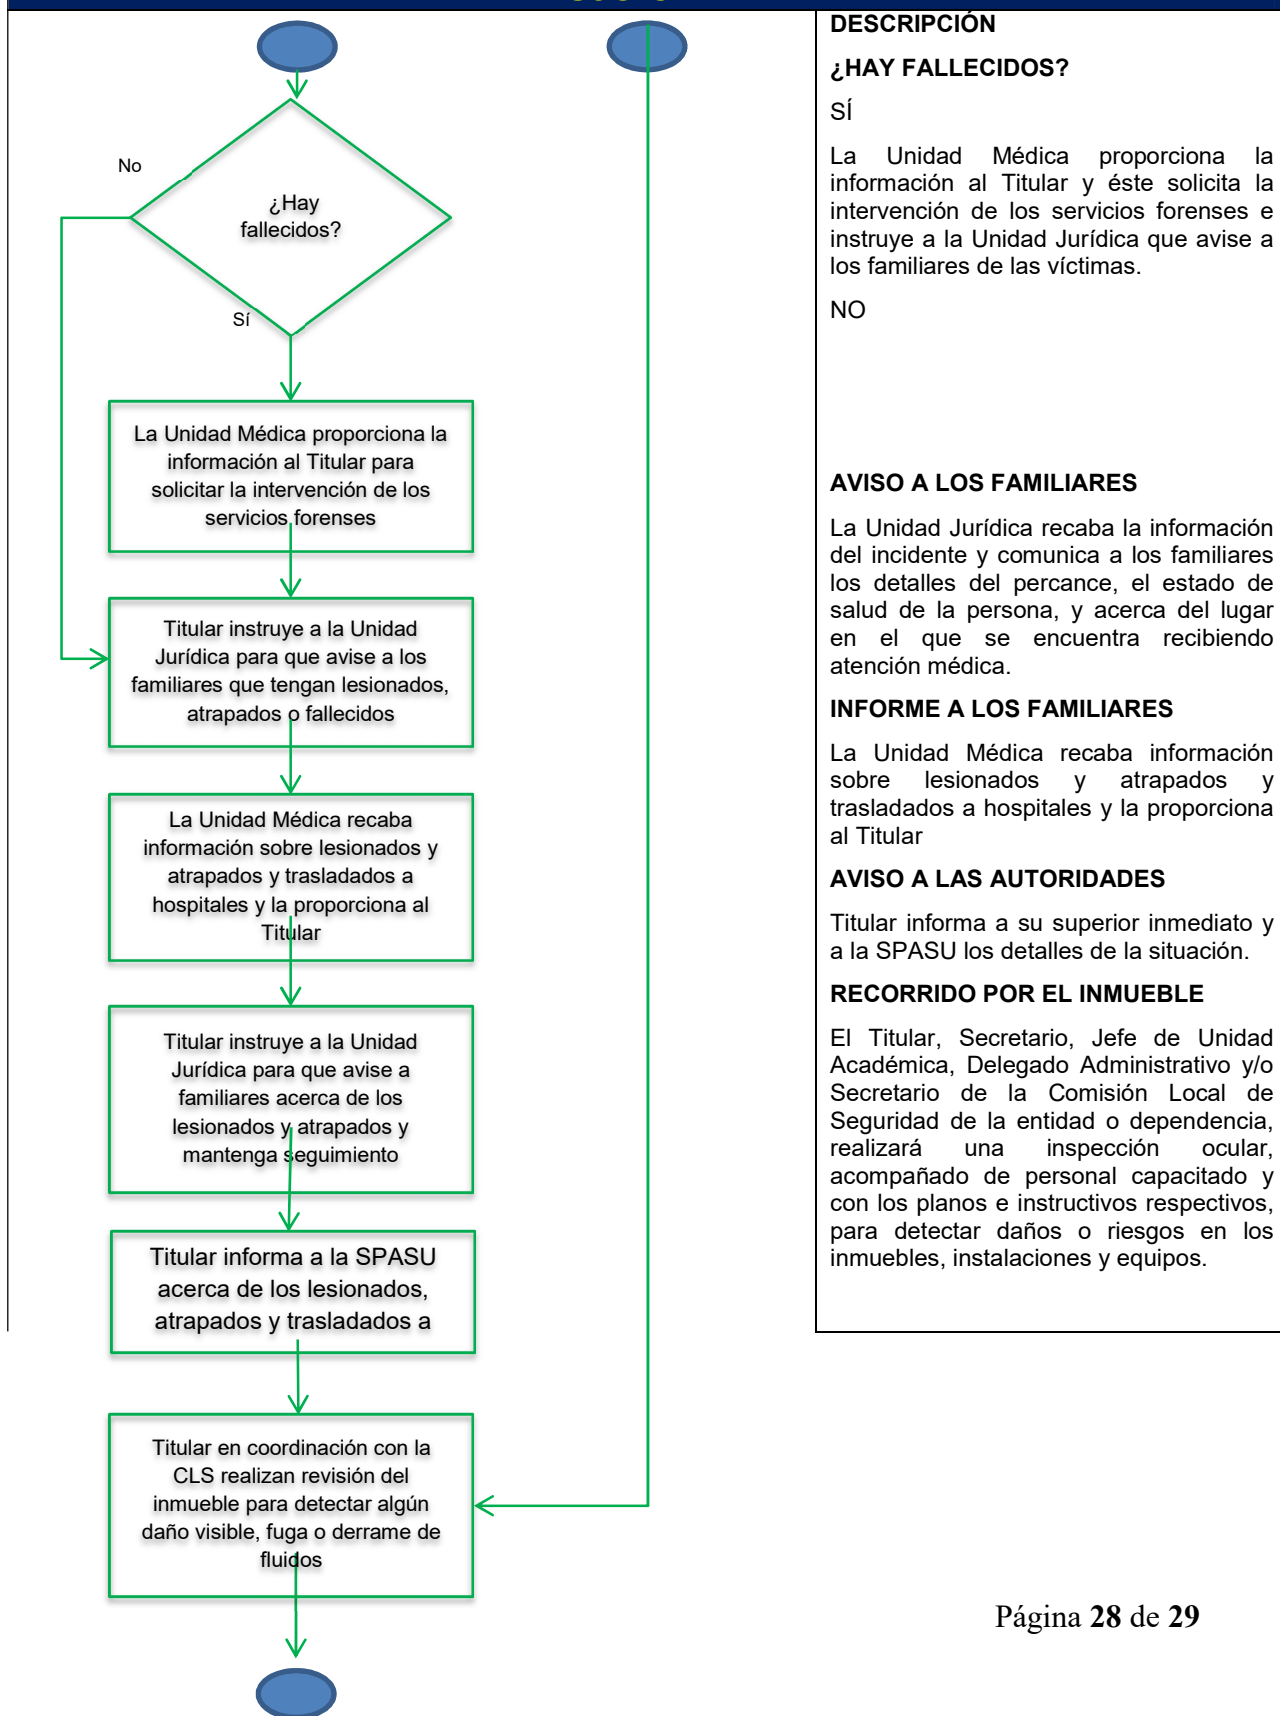 No
¿Hay
fallecidos?
Sí
La Unidad Médica proporciona la
información al Titular para
solicitar la intervención de los
servicios forenses
Titular instruye a la Unidad
Jurídica para que avise a los
familiares que tengan lesionados,
atrapados o fallecidos
La Unidad Médica recaba
información sobre lesionados y
atrapados y trasladados a
hospitales y la proporciona al
Titular
Titular instruye a la Unidad
Jurídica para que avise a
familiares acerca de los
lesionados y atrapados y
mantenga seguimiento
Titular informa a la SPASU
acerca de los lesionados,
atrapados y trasladados a
Titular en coordinación con la
CLS realizan revisión del
inmueble para detectar algún
daño visible, fuga o derrame de
fluidos
DESCRIPCIÓN
¿HAY FALLECIDOS?
SÍ
La Unidad Médica proporciona la
información al Titular y éste solicita la
intervención de los servicios forenses e
instruye a la Unidad Jurídica que avise a
los familiares de las víctimas.
NO
AVISO A LOS FAMILIARES
La Unidad Jurídica recaba la información
del incidente y comunica a los familiares
los detalles del percance, el estado de
salud de la persona, y acerca del lugar
en el que se encuentra recibiendo
atención médica.
INFORME A LOS FAMILIARES
La Unidad Médica recaba información
sobre lesionados y atrapados y
trasladados a hospitales y la proporciona
al Titular
AVISO A LAS AUTORIDADES
Titular informa a su superior inmediato y
a la SPASU los detalles de la situación.
RECORRIDO POR EL INMUEBLE
El Titular, Secretario, Jefe de Unidad
Académica, Delegado Administrativo y/o
Secretario de la Comisión Local de
Seguridad de la entidad o dependencia,
realizará una inspección ocular,
acompañado de personal capacitado y
con los planos e instructivos respectivos,
para detectar daños o riesgos en los
inmuebles, instalaciones y equipos.
Página 28 de 29